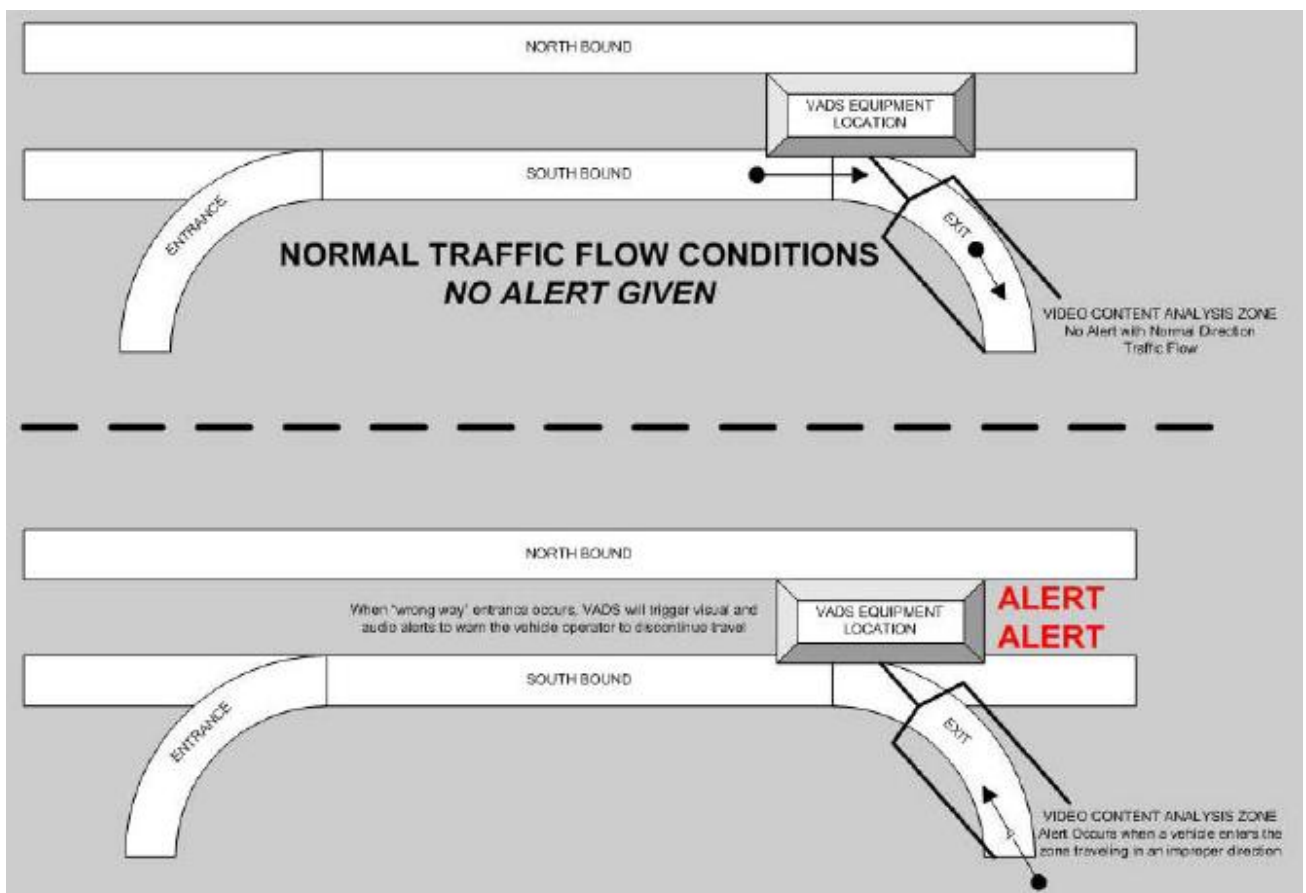 NORTH BOUND
VADS EQUIPMENT
LOCATION
SOUTH BOUND
ENTRANCE
EXIT
NORMAL TRAFFIC FLOW CONDITIONS
NO ALERT GIVEN
VIDEO CONTENT ANALYSIS ZONE
No Alert with Normal Direction
Traffic Flow
NORTH BOUND
When "wrong way" entrance occurs, VADS will trigger visual and
audio alerts to warn the vehicle operator to discontinue travel
VADS EQUIPMENT
LOCATION
ALERT
ALERT
SOUTH BOUND
ENTRANCE
EXIT
VIDEO CONTENT ANALYSIS ZONE
Alert Occurs when a vehicle enters the
zone traveling in an improper direction